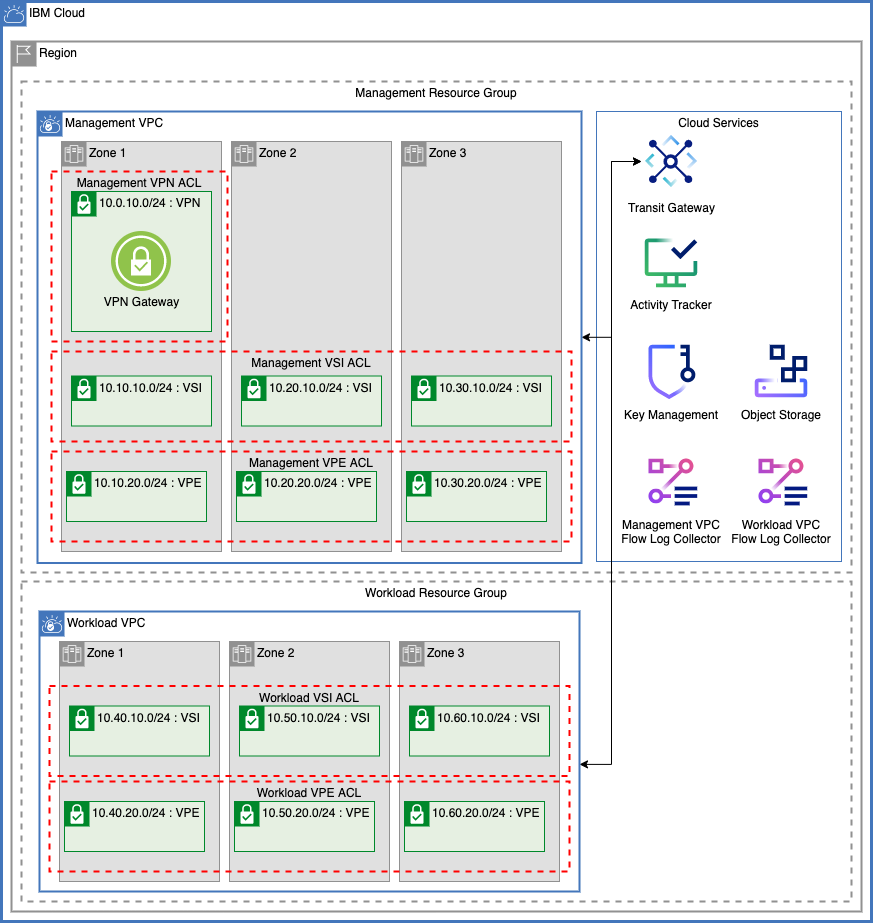 IBM Cloud
Region
Management Resource Group
Management VPC
Zone 1
Zone 2
Zone 3
Management VPN ACL
10.0.10.0/24 : VPN
VPN Gateway
Management VSI ACL
10.10.10.0/24 : VSI
10.20.10.0/24 : VSI
10.30.10.0/24 : VSI
Management VPE ACL
10.10.20.0/24 : VPE
10.20.20.0/24 : VPE
10.30.20.0/24 : VPE
Cloud Services
Transit Gateway
Activity Tracker
Key Management
Object Storage
Management VPC
Flow Log Collector
Workload VPC
Flow Log Collector
Workload Resource Group
Workload VPC
Zone 1
Zone 2
Zone 3
Workload VSI ACL
10.40.10.0/24 : VSI
10.50.10.0/24 : VSI
10.60.10.0/24 : VSI
Workload VPE ACL
10.40.20.0/24 : VPE
10.50.20.0/24 : VPE
10.60.20.0/24 : VPE